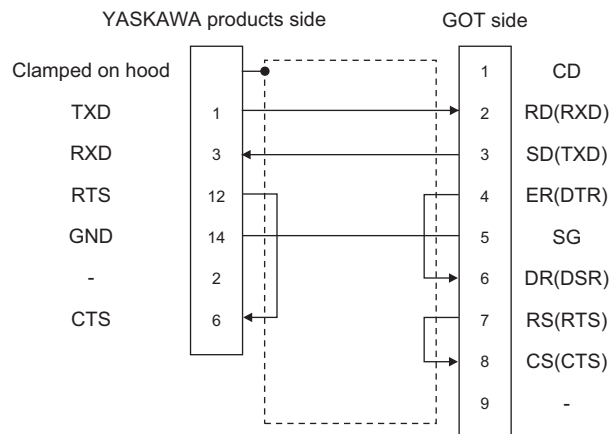 YASKAWA products side GOT side
Clamped on hood 1 CD
TXD 1 2 RD(RXD)
RXD 3 3 SD(TXD)
RTS 12 4 ER(DTR)
GND 14 5 SG
- 2 6 DR(DSR)
CTS 6 7 RS(RTS)
8 CS(CTS)
9 -